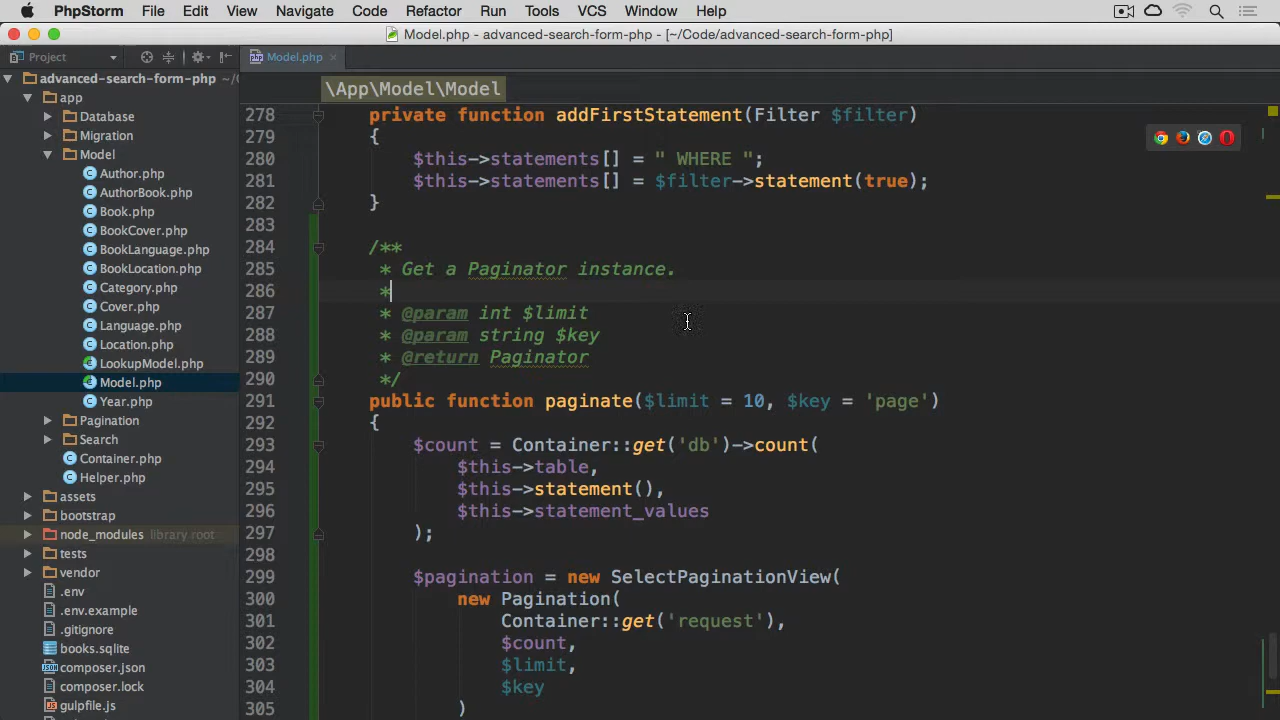 PhpStorm File Edit View Navigate Code Refactor Run Tools VCS Window Help
Model.php - advanced-search-form-php - [~/Code/advanced-search-form-php]
Project
Model.php
advanced-search-form-php ~/C
app
Database
Migration
Model
Author.php
AuthorBook.php
Book.php
BookCover.php
BookLanguage.php
BookLocation.php
Category.php
Cover.php
Language.php
Location.php
LookupModel.php
Model.php
Year.php
Pagination
Search
Container.php
Helper.php
assets
bootstrap
node_modules library root
tests
vendor
.env
.env.example
.gitignore
books.sqlite
composer.json
composer.lock
gulpfile.js
\App\Model\Model
278 private function addFirstStatement(Filter $filter)
279 {
280 $this->statements[] = " WHERE ";
281 $this->statements[] = $filter->statement(true);
282 }
283
284 /**
285 * Get a Paginator instance.
286 *
287 * @param int $limit
288 * @param string $key
289 * @return Paginator
290 */
291 public function paginate($limit = 10, $key = 'page')
292 {
293 $count = Container::get('db')->count(
294 $this->table,
295 $this->statement(),
296 $this->statement_values
297 );
298
299 $pagination = new SelectPaginationView(
300 new Pagination(
301 Container::get('request'),
302 $count,
303 $limit,
304 $key
305 )